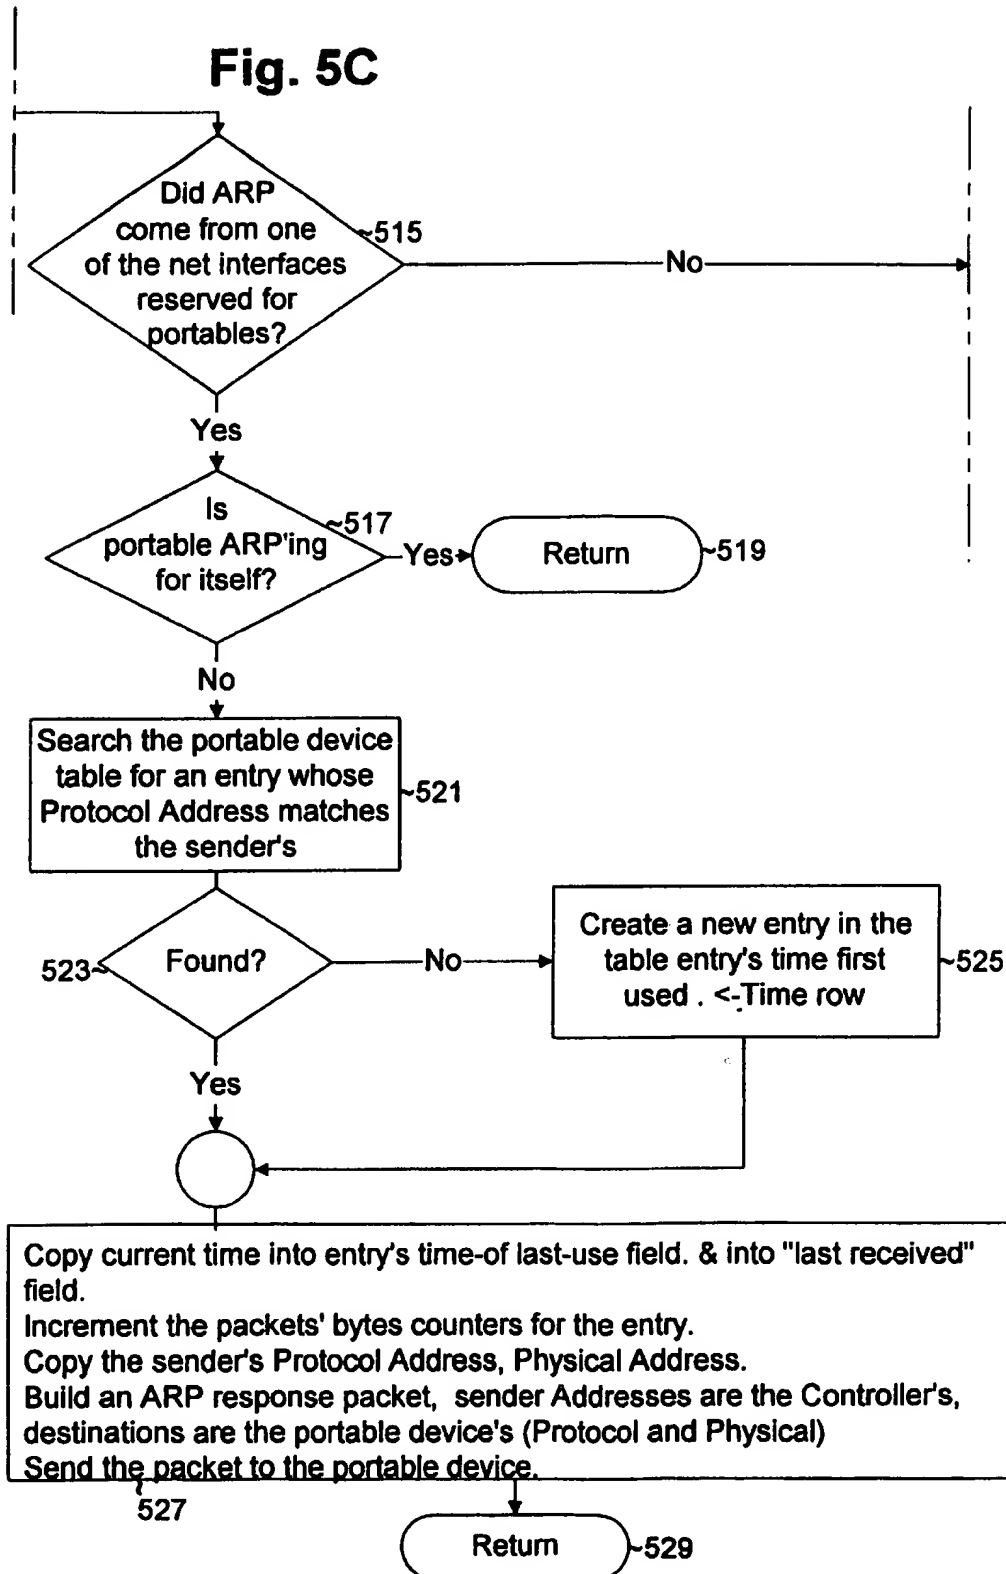 Fig. 5C
Did ARP
come from one
of the net interfaces
reserved for
portables?
~515
No
Yes
Is
portable ARP'ing
for itself?
~517
Yes
Return
~519
No
Search the portable device
table for an entry whose
Protocol Address matches
the sender's
~521
523~
Found?
No
Create a new entry in the
table entry's time first
used . <-Time row
~525
Yes
Copy current time into entry's time-of last-use field. & into "last received"
field.
Increment the packets' bytes counters for the entry.
Copy the sender's Protocol Address, Physical Address.
Build an ARP response packet, sender Addresses are the Controller's,
destinations are the portable device's (Protocol and Physical)
Send the packet to the portable device.
~527
Return
~529